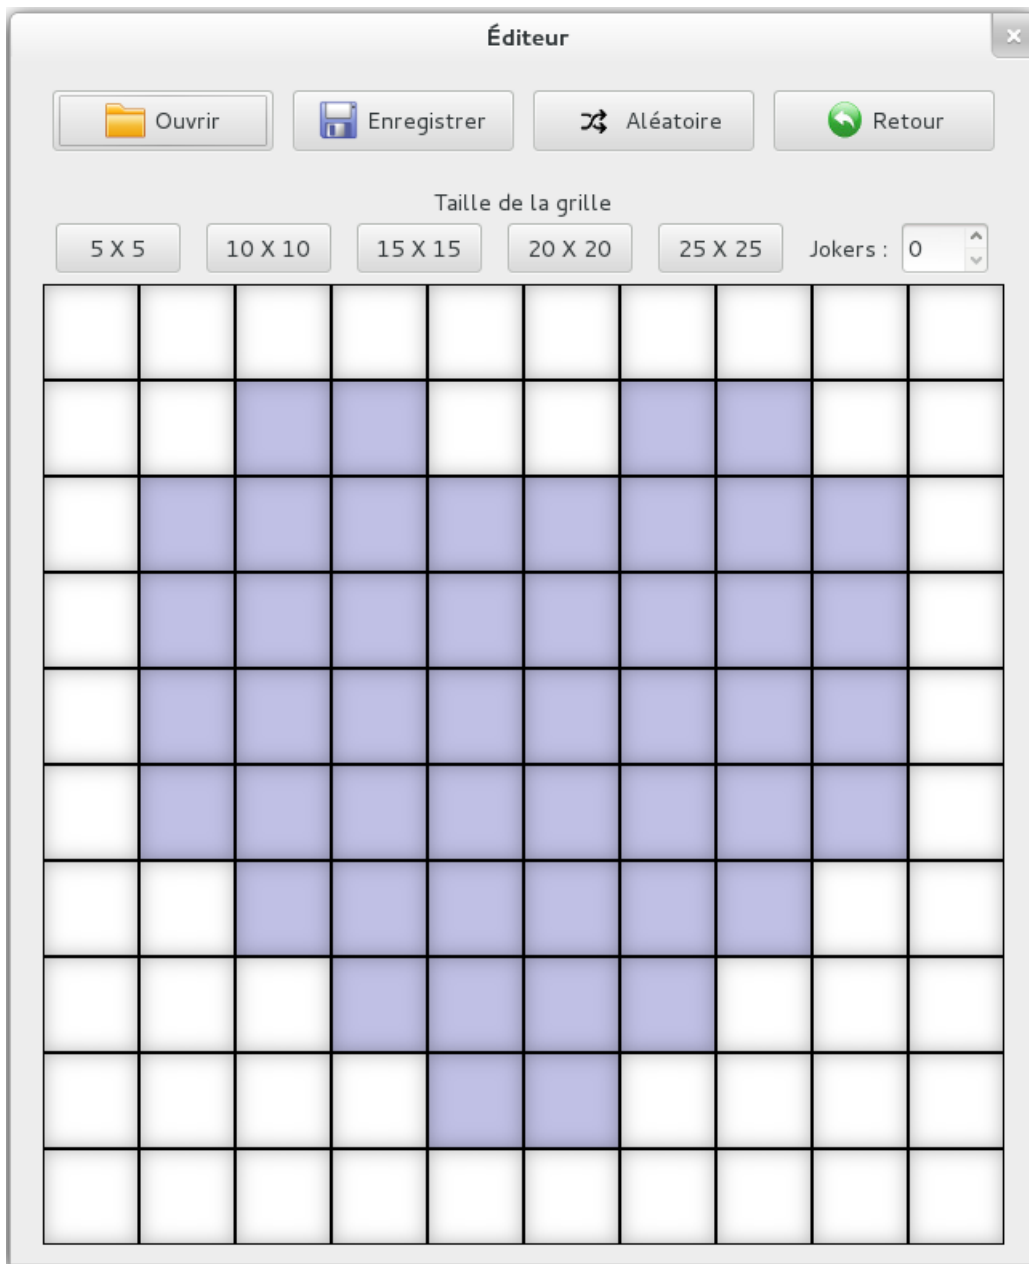 Éditeur
Ouvrir Enregistrer Aléatoire Retour
Taille de la grille
5 X 5 10 X 10 15 X 15 20 X 20 25 X 25 Jokers : 0